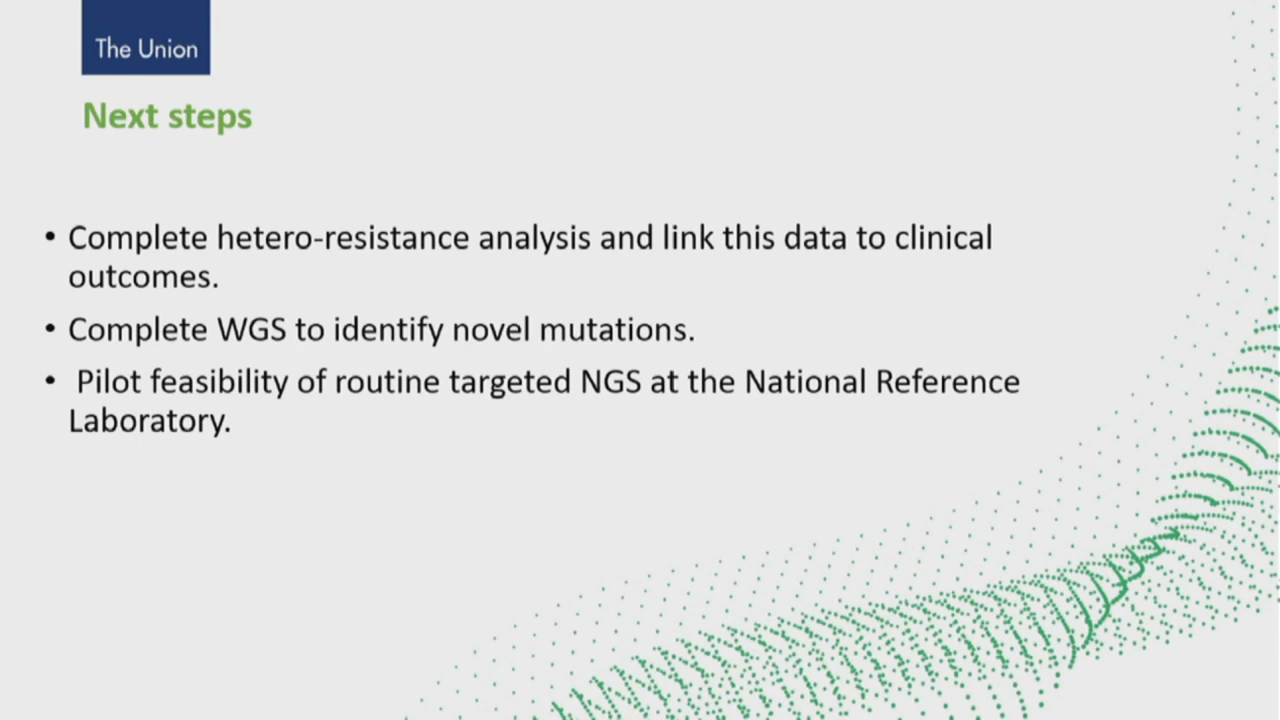 The Union
Next steps
• Complete hetero-resistance analysis and link this data to clinical
outcomes.
• Complete WGS to identify novel mutations.
• Pilot feasibility of routine targeted NGS at the National Reference
Laboratory.